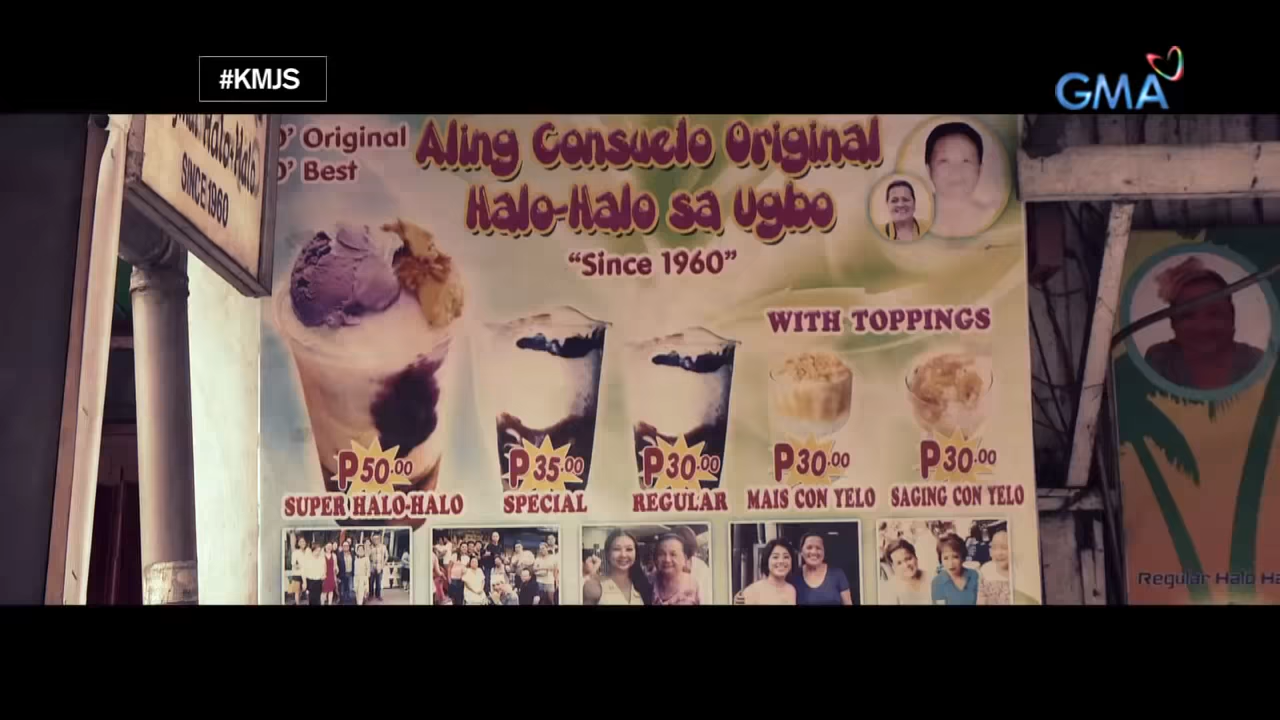 #KMJS
GMA
Halo-Halo
SINCE 1960
O' Original
O' Best
Aling Consuelo Original
Halo-Halo sa Ugbo
"Since 1960"
WITH TOPPINGS
P50.00
P35.00
P30.00
P30.00
P30.00
SUPER HALO-HALO
SPECIAL
REGULAR
MAIS CON YELO
SAGING CON YELO
Regular Halo Ha